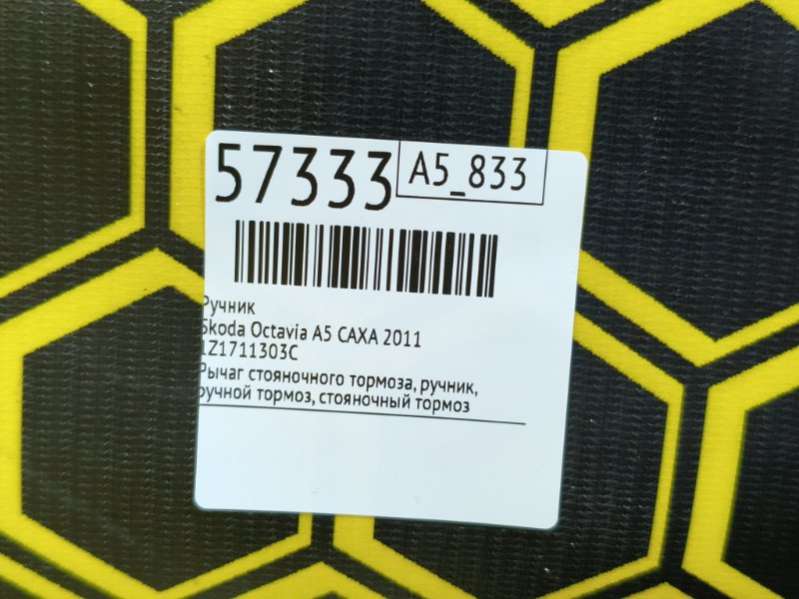 57333
A5_833
Ручник
Skoda Octavia A5 CAXA 2011
1Z1711303C
Рычаг стояночного тормоза, ручник,
ручной тормоз, стояночный тормоз